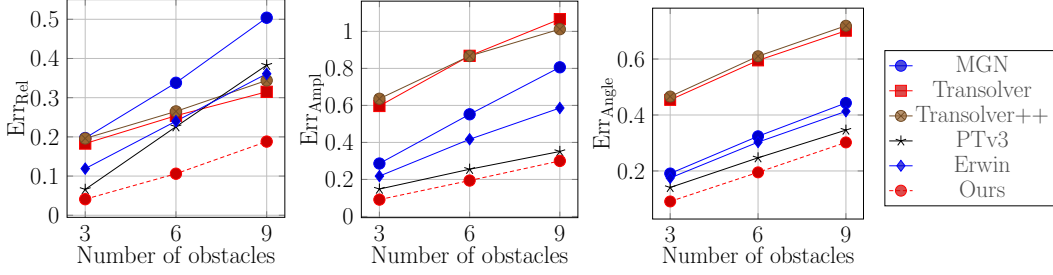 0.5
0.4
0.3
0.2
0.1
0
Err_Rel
3 6 9
Number of obstacles
1
0.8
0.6
0.4
0.2
0
Err_Ampl
3 6 9
Number of obstacles
0.6
0.4
0.2
Err_Angle
3 6 9
Number of obstacles
MGN
Transolver
Transolver++
PTv3
Erwin
Ours